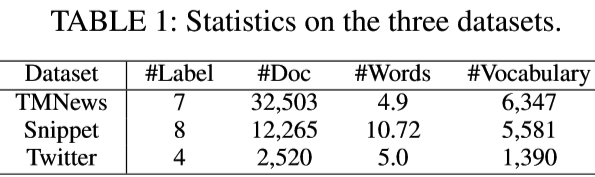 TABLE 1: Statistics on the three datasets.
Dataset #Label #Doc #Words #Vocabulary
TMNews 7 32,503 4.9 6,347
Snippet 8 12,265 10.72 5,581
Twitter 4 2,520 5.0 1,390